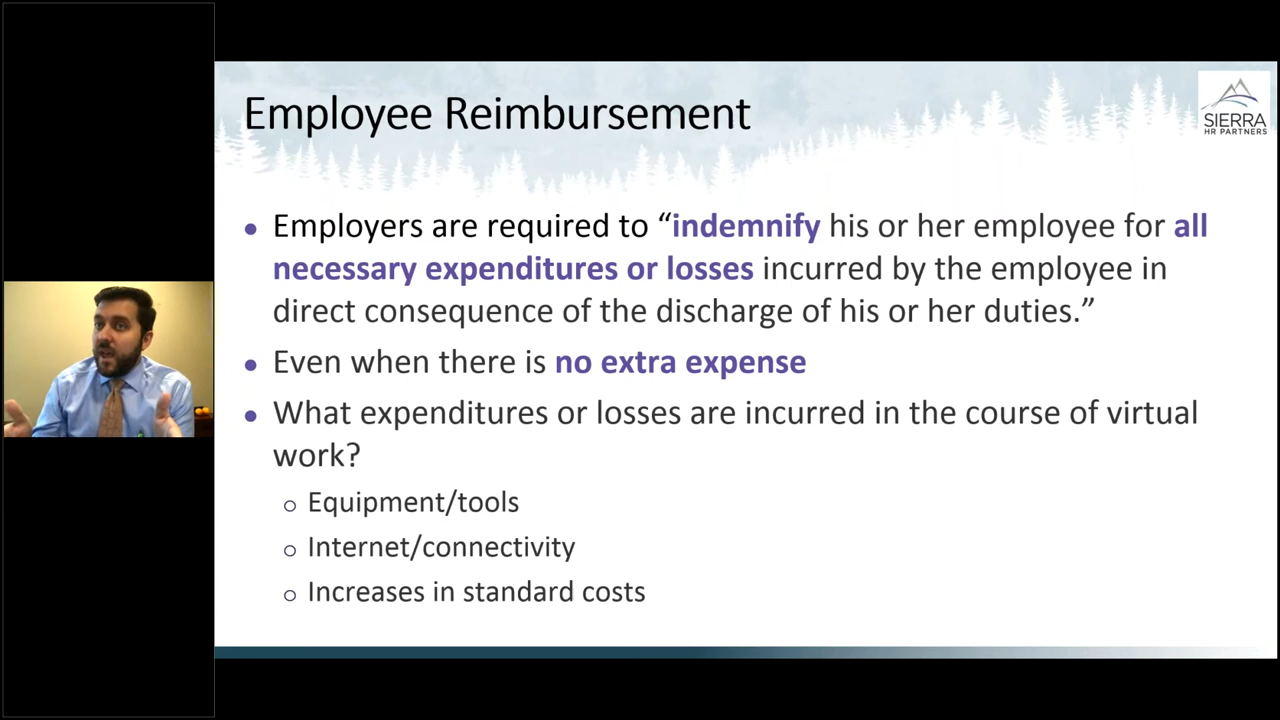 Employee Reimbursement
SIERRA
HR PARTNERS
• Employers are required to “indemnify his or her employee for all
necessary expenditures or losses incurred by the employee in
direct consequence of the discharge of his or her duties.”
• Even when there is no extra expense
• What expenditures or losses are incurred in the course of virtual
work?
o Equipment/tools
o Internet/connectivity
o Increases in standard costs